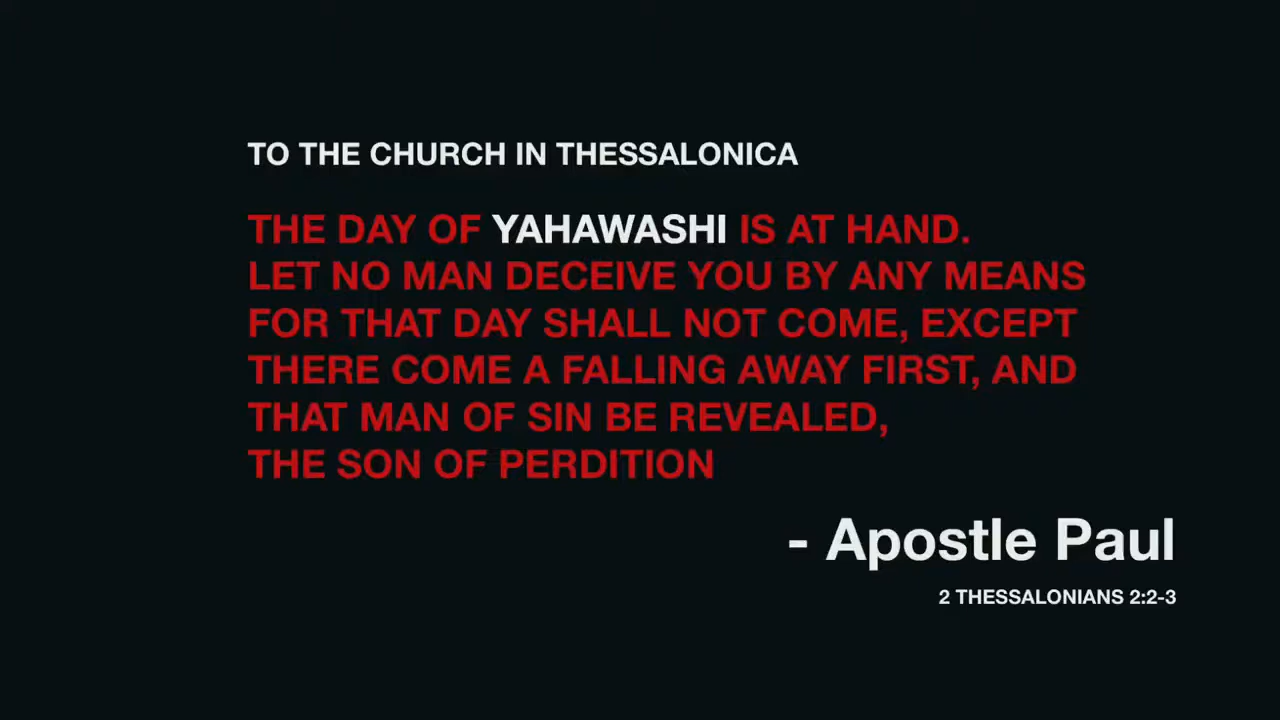 TO THE CHURCH IN THESSALONICA
THE DAY OF YAHAWASHI IS AT HAND.
LET NO MAN DECEIVE YOU BY ANY MEANS
FOR THAT DAY SHALL NOT COME, EXCEPT
THERE COME A FALLING AWAY FIRST, AND
THAT MAN OF SIN BE REVEALED,
THE SON OF PERDITION
- Apostle Paul
2 THESSALONIANS 2:2-3